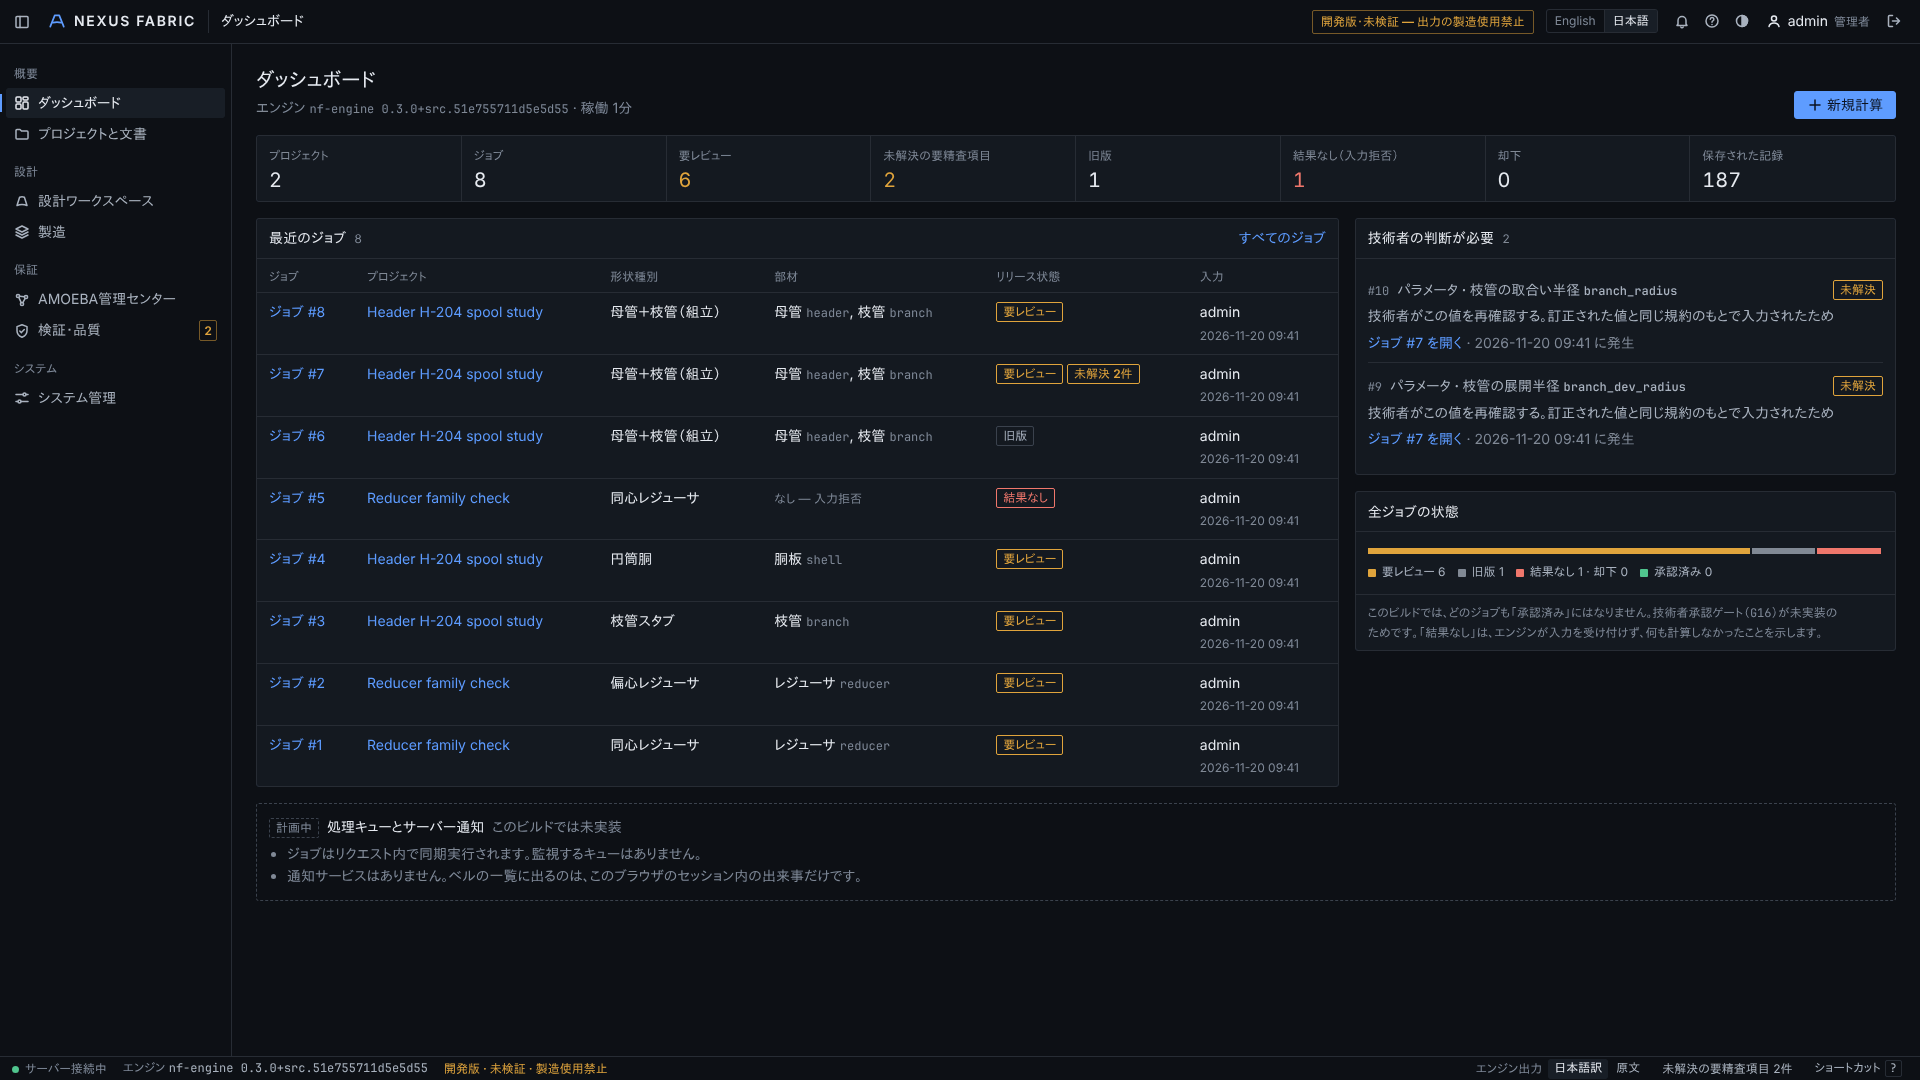 NEXUS FABRIC ダッシュボード 開発版・未検証 — 出力の製造使用禁止 English 日本語 admin 管理者
概要
ダッシュボード
プロジェクトと文書
設計
設計ワークスペース
製造
保証
AMOEBA管理センター
検証・品質 2
システム
システム管理
ダッシュボード
エンジン nf-engine 0.3.0+src.51e755711d5e5d55 · 稼働 1分
新規計算
プロジェクト
2
ジョブ
8
要レビュー
6
未解決の要精査項目
2
旧版
1
結果なし（入力拒否）
1
却下
0
保存された記録
187
最近のジョブ 8 すべてのジョブ
ジョブ プロジェクト 形状種別 部材 リリース状態 入力
ジョブ #8 Header H-204 spool study 母管＋枝管（組立） 母管 header, 枝管 branch 要レビュー admin
2026-11-20 09:41
ジョブ #7 Header H-204 spool study 母管＋枝管（組立） 母管 header, 枝管 branch 要レビュー 未解決 2件 admin
2026-11-20 09:41
ジョブ #6 Header H-204 spool study 母管＋枝管（組立） 母管 header, 枝管 branch 旧版 admin
2026-11-20 09:41
ジョブ #5 Reducer family check 同心レジューサ なし — 入力拒否 結果なし admin
2026-11-20 09:41
ジョブ #4 Header H-204 spool study 円筒胴 胴板 shell 要レビュー admin
2026-11-20 09:41
ジョブ #3 Header H-204 spool study 枝管スタブ 枝管 branch 要レビュー admin
2026-11-20 09:41
ジョブ #2 Reducer family check 偏心レジューサ レジューサ reducer 要レビュー admin
2026-11-20 09:41
ジョブ #1 Reducer family check 同心レジューサ レジューサ reducer 要レビュー admin
2026-11-20 09:41
技術者の判断が必要 2
#10 パラメータ・枝管の取合い半径 branch_radius 未解決
技術者がこの値を再確認する。訂正された値と同じ規約のもとで入力されたため
ジョブ #7 を開く · 2026-11-20 09:41 に発生
#9 パラメータ・枝管の展開半径 branch_dev_radius 未解決
技術者がこの値を再確認する。訂正された値と同じ規約のもとで入力されたため
ジョブ #7 を開く · 2026-11-20 09:41 に発生
全ジョブの状態
要レビュー 6 旧版 1 結果なし 1 · 却下 0 承認済み 0
このビルドでは、どのジョブも「承認済み」にはなりません。技術者承認ゲート（G16）が未実装の
ためです。「結果なし」は、エンジンが入力を受け付けず、何も計算しなかったことを示します。
計画中 処理キューとサーバー通知 このビルドでは未実装
• ジョブはリクエスト内で同期実行されます。監視するキューはありません。
• 通知サービスはありません。ベルの一覧に出るのは、このブラウザのセッション内の出来事だけです。
サーバー接続中 エンジン nf-engine 0.3.0+src.51e755711d5e5d55 開発版・未検証・製造使用禁止 エンジン出力 日本語訳 原文 未解決の要精査項目 2件 ショートカット ?